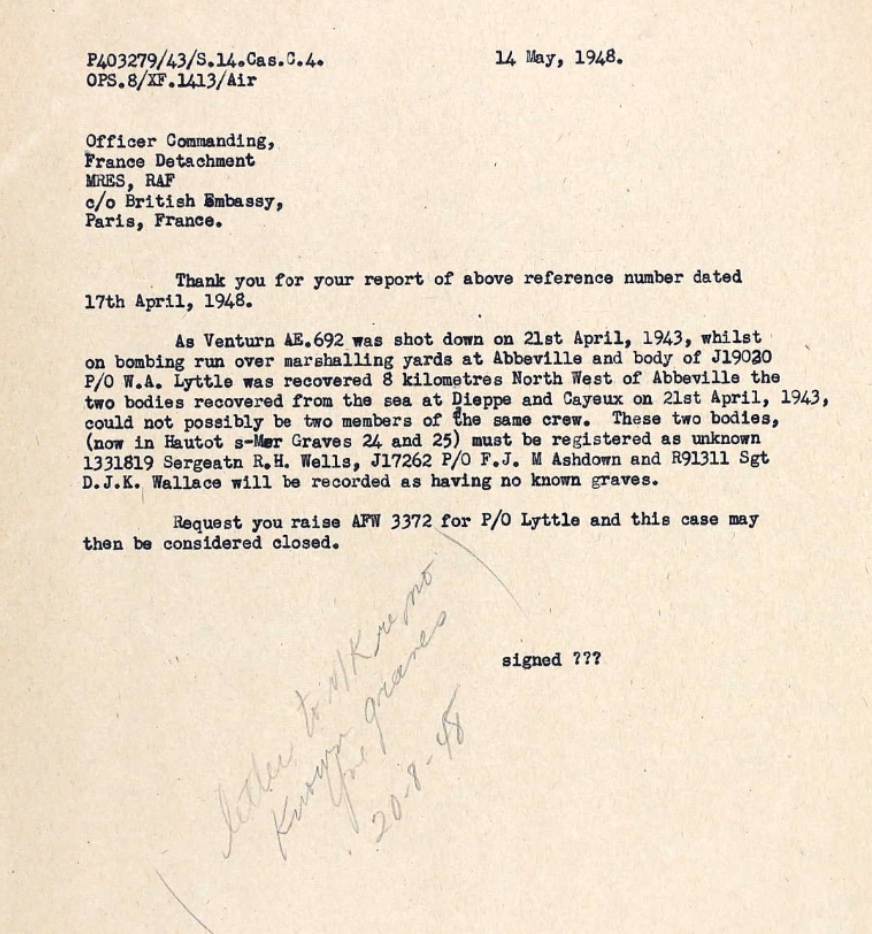 P403279/43/S.14.Cas.C.4. 14 May, 1948.
OPS.8/XF.1413/Air
Officer Commanding,
France Detachment
MRES, RAF
c/o British Embassy,
Paris, France.
Thank you for your report of above reference number dated
17th April, 1948.
As Venturn AE.692 was shot down on 21st April, 1943, whilst
on bombing run over marshalling yards at Abbeville and body of J19020
P/O W.A. Lyttle was recovered 8 kilometres North West of Abbeville the
two bodies recovered from the sea at Dieppe and Cayeux on 21st April, 1943,
could not possibly be two members of the same crew. These two bodies,
(now in Hautot s-Mer Graves 24 and 25) must be registered as unknown
1331819 Sergeatn R.H. Wells, J17262 P/O F.J. M Ashdown and R91311 Sgt
D.J.K. Wallace will be recorded as having no known graves.
Request you raise AFW 3372 for P/O Lyttle and this case may
then be considered closed.
signed ???
letter to N/K re no
known graves
20-8-48